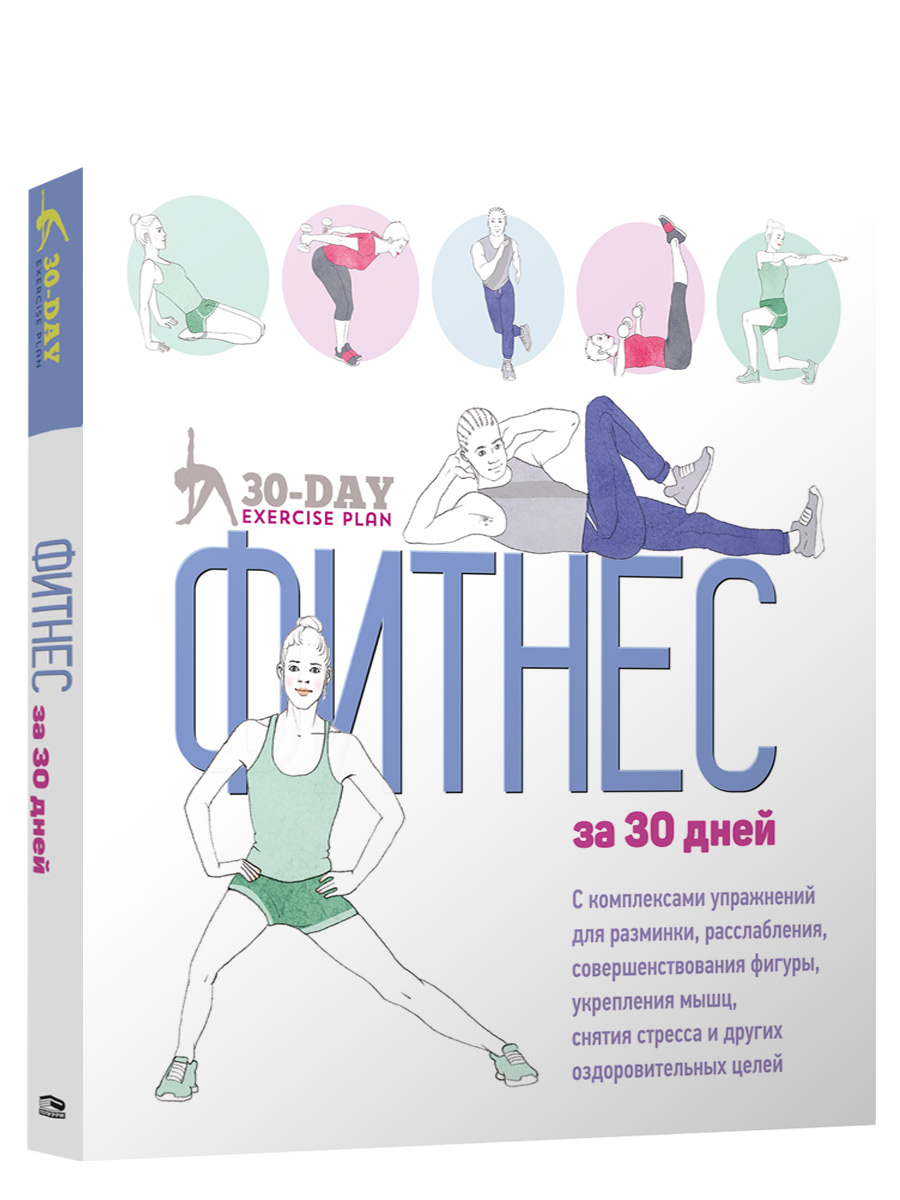 30-DAY
EXERCISE PLAN
ФИТНЕС
за 30 дней
30-DAY
EXERCISE PLAN
ФИТНЕС
за 30 дней
С комплексами упражнений
для разминки, расслабления,
совершенствования фигуры,
укрепления мышц,
снятия стресса и других
оздоровительных целей